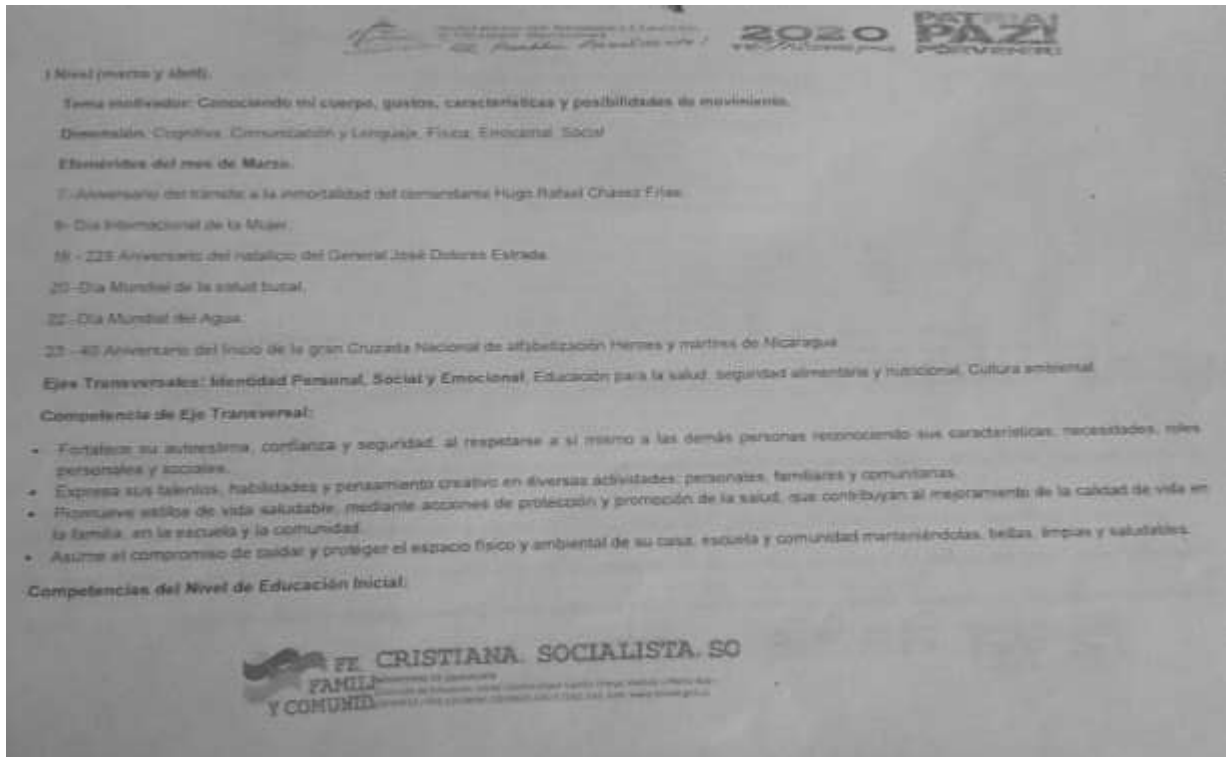 El Pueblo, Presidente!
2020
PATRIA!
PAZ!
PORVENIR!
I Nivel (marzo y abril).
Tema motivador: Conociendo mi cuerpo, gustos, características y posibilidades de movimiento.
Dimensión: Cognitiva, Comunicación y Lenguaje, Física, Emocional, Social
Efemérides del mes de Marzo.
Aniversario del tránsito a la inmortalidad del comandante Hugo Rafael Chávez Frías.
8- Día Internacional de la Mujer.
Aniversario del natalicio del General José Dolores Estrada.
20 -Día Mundial de la salud bucal.
22 -Día Mundial del Agua.
23 - 40 Aniversario del Inicio de la gran Cruzada Nacional de alfabetización Héroes y mártires de Nicaragua
Ejes Transversales: Identidad Personal, Social y Emocional, Educación para la salud, seguridad alimentaria y nutricional, Cultura ambiental.
Competencia de Eje Transversal:
• Fortalece su autoestima, confianza y seguridad, al respetarse a sí mismo a las demás personas reconociendo sus características, necesidades, roles
personales y sociales.
• Expresa sus talentos, habilidades y pensamiento creativo en diversas actividades: personales, familiares y comunitarias.
• Promueve estilos de vida saludable, mediante acciones de protección y promoción de la salud, que contribuyan al mejoramiento de la calidad de vida en
la familia, en la escuela y la comunidad.
• Asume el compromiso de cuidar y proteger el espacio físico y ambiental de su casa, escuela y comunidad manteniéndolas, bellas, limpias y saludables.
Competencias del Nivel de Educación Inicial:
FE CRISTIANA. SOCIALISTA. SO
FAMILI
Y COMUNID